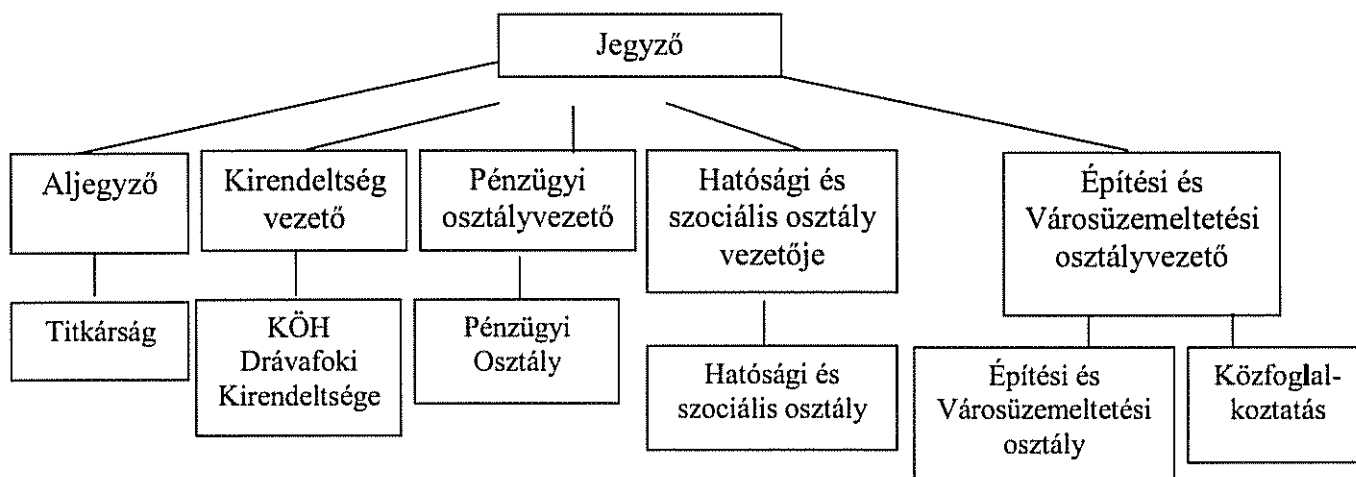 Jegyző
Aljegyző
Kirendeltség
vezető
Pénzügyi
osztályvezető
Hatósági és
szociális osztály
vezetője
Építési és
Városüzemeltetési
osztályvezető
Titkárság
KÖH
Drávafoki
Kirendeltsége
Pénzügyi
Osztály
Hatósági és
szociális osztály
Építési és
Városüzemeltetési
osztály
Közfoglal-
koztatás